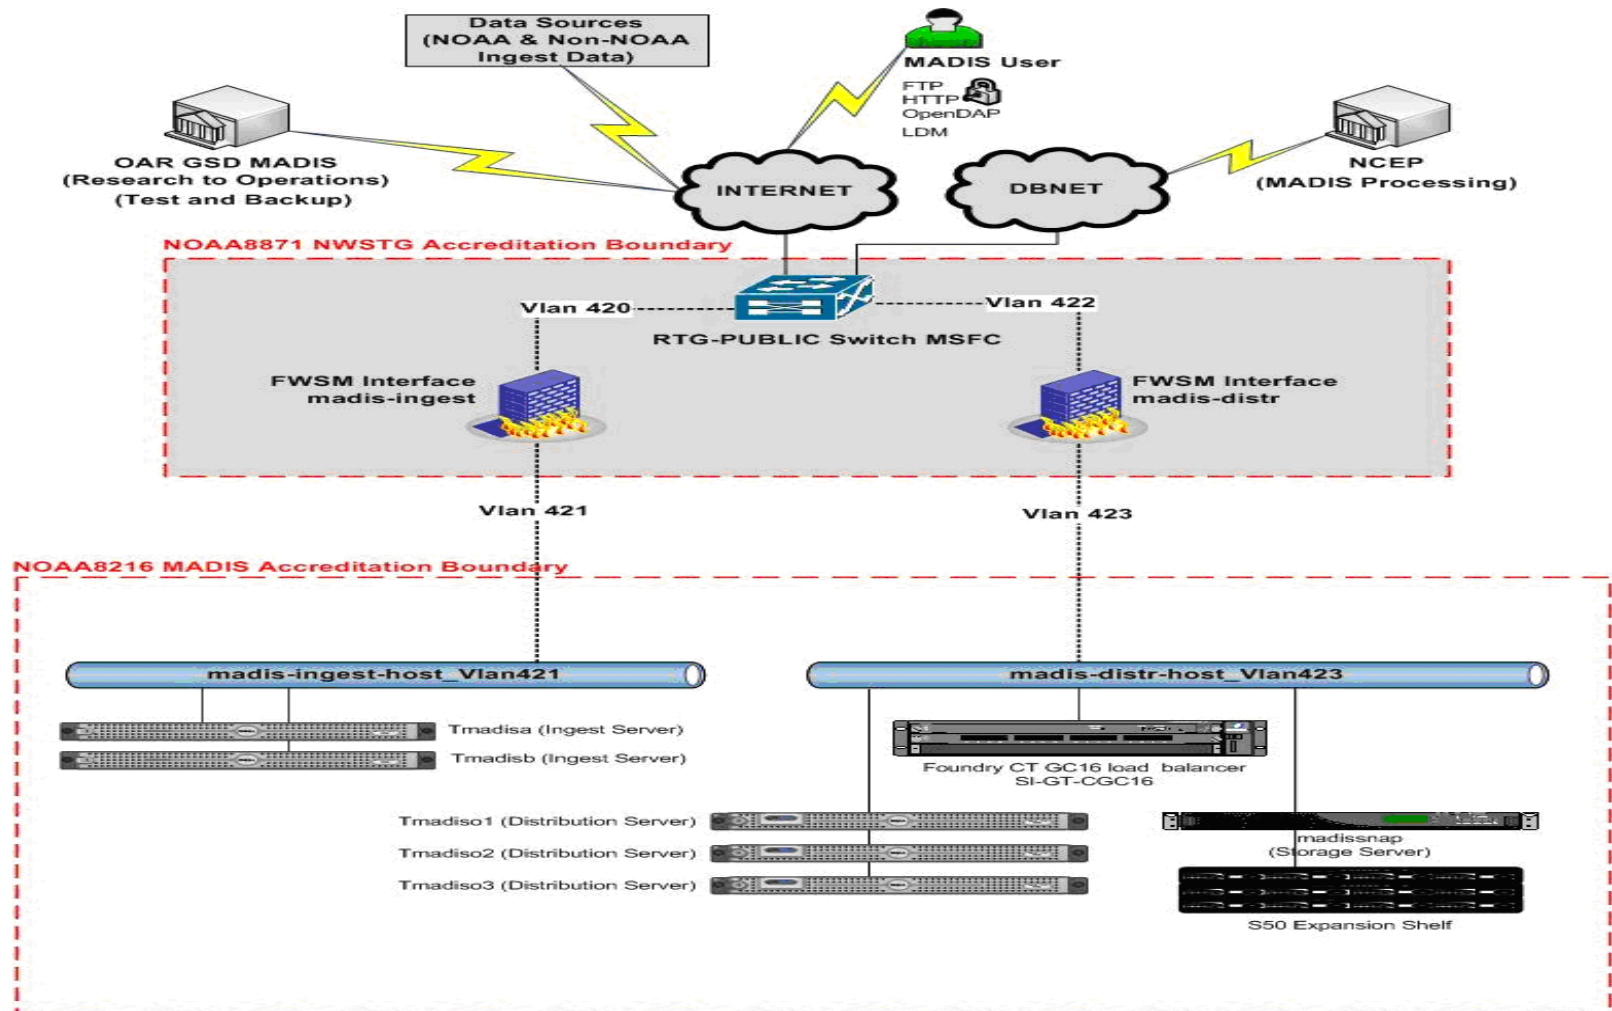 Data Sources
(NOAA & Non-NOAA
Ingest Data)
MADIS User
FTP
HTTP
OpenDAP
LDM
OAR GSD MADIS
(Research to Operations)
(Test and Backup)
INTERNET
DBNET
NCEP
(MADIS Processing)
NOAA8871 NWSTG Accreditation Boundary
Vlan 420
Vlan 422
RTG-PUBLIC Switch MSFC
FWSM Interface
madis-ingest
FWSM Interface
madis-distr
Vlan 421
Vlan 423
NOAA8216 MADIS Accreditation Boundary
madis-ingest-host_Vlan421
madis-distr-host_Vlan423
Tmadisa (Ingest Server)
Tmadisb (Ingest Server)
Foundry CT GC16 load balancer
SI-GT-CGC16
Tmadiso1 (Distribution Server)
Tmadiso2 (Distribution Server)
Tmadiso3 (Distribution Server)
madissnap
(Storage Server)
S50 Expansion Shelf